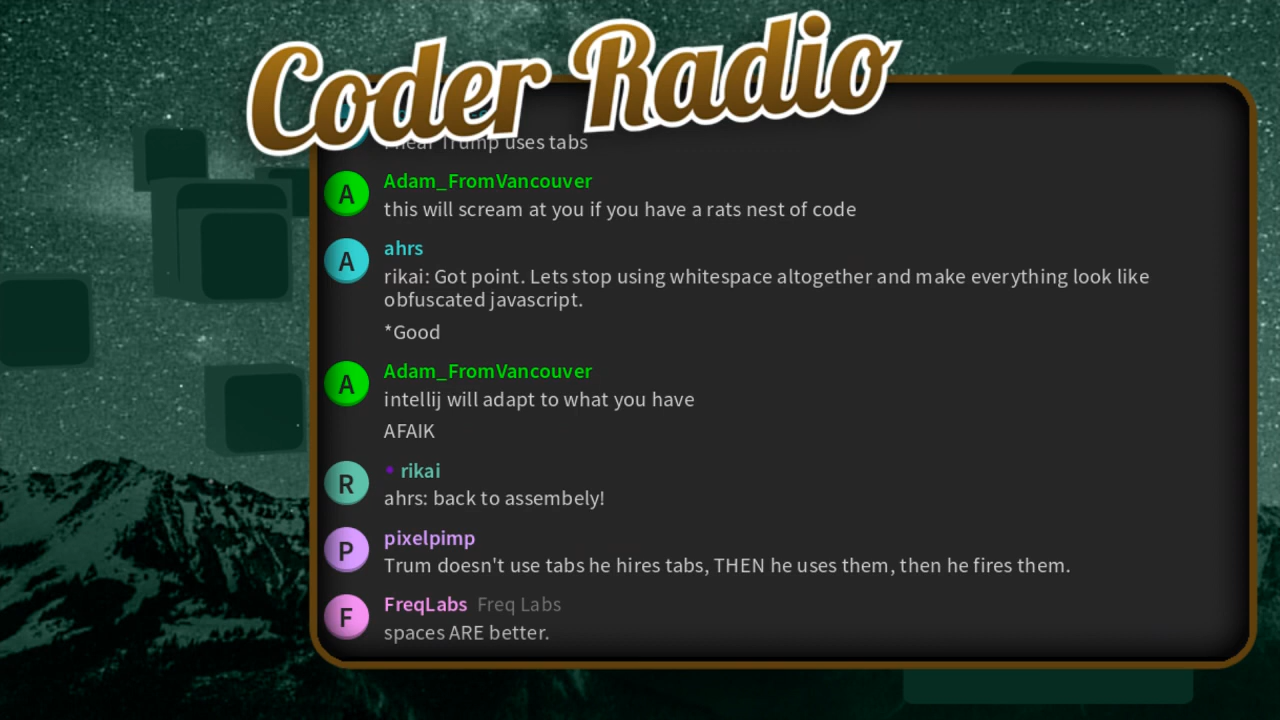 Coder Radio
Trump uses tabs
A
Adam_FromVancouver
this will scream at you if you have a rats nest of code
A
ahrs
rikai: Got point. Lets stop using whitespace altogether and make everything look like
obfuscated javascript.
*Good
A
Adam_FromVancouver
intellij will adapt to what you have
AFAIK
R
rikai
ahrs: back to assembely!
P
pixelpimp
Trum doesn't use tabs he hires tabs, THEN he uses them, then he fires them.
F
FreqLabs Freq Labs
spaces ARE better.